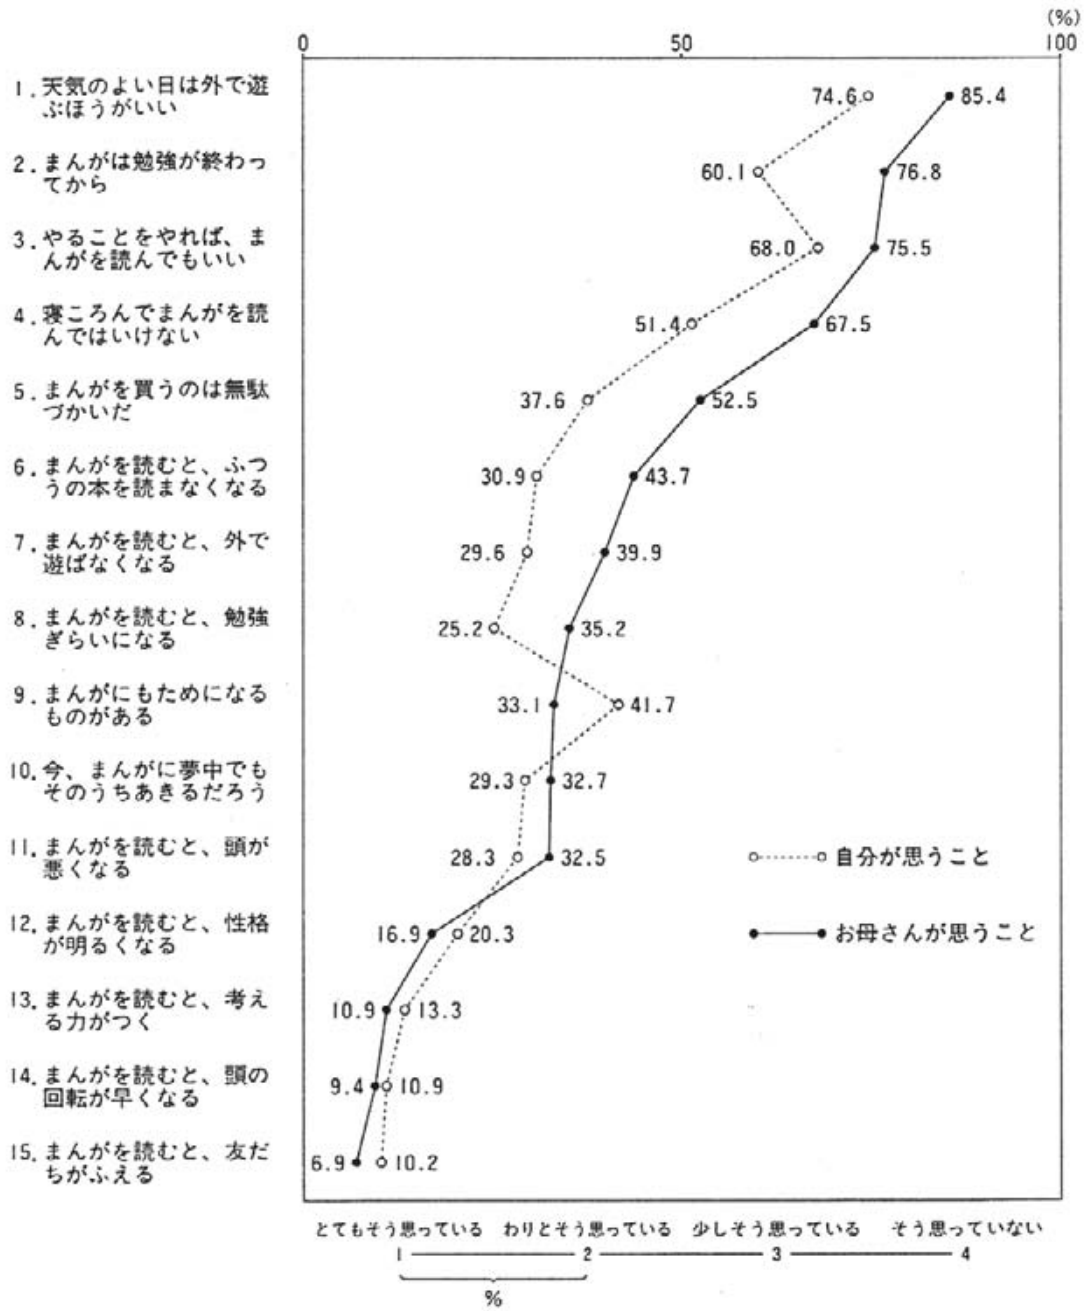 (%)
0 50 100
1. 天気のよい日は外で遊
ぶほうがいい
74.6 85.4
2. まんがは勉強が終わっ
てから
60.1 76.8
3. やることをやれば、ま
んがを読んでもいい
68.0 75.5
4. 寝ころんでまんがを読
んではいけない
51.4 67.5
5. まんがを買うのは無駄
づかいだ
37.6 52.5
6. まんがを読むと、ふつ
うの本を読まなくなる
30.9 43.7
7. まんがを読むと、外で
遊ばなくなる
29.6 39.9
8. まんがを読むと、勉強
ぎらいになる
25.2 35.2
9. まんがにもためになる
ものがある
33.1 41.7
10. 今、まんがに夢中でも
そのうちあきるだろう
29.3 32.7
11. まんがを読むと、頭が
悪くなる
28.3 32.5
自分が思うこと
12. まんがを読むと、性格
が明るくなる
16.9 20.3
お母さんが思うこと
13. まんがを読むと、考え
る力がつく
10.9 13.3
14. まんがを読むと、頭の
回転が早くなる
9.4 10.9
15. まんがを読むと、友だ
ちがふえる
6.9 10.2
とてもそう思っている わりとそう思っている 少しそう思っている そう思っていない
1 2 3 4
%